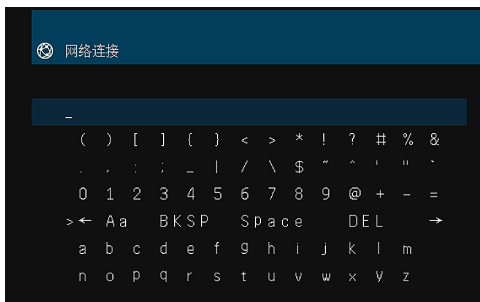 网络连接
_
( ) [ ] { } < > * ! ? # % &
. , : ; _ | / \ $ ~ ^ ' " `
0 1 2 3 4 5 6 7 8 9 @ + - =
>← Aa BKSP Space DEL →
a b c d e f g h i j k l m
n o p q r s t u v w x y z